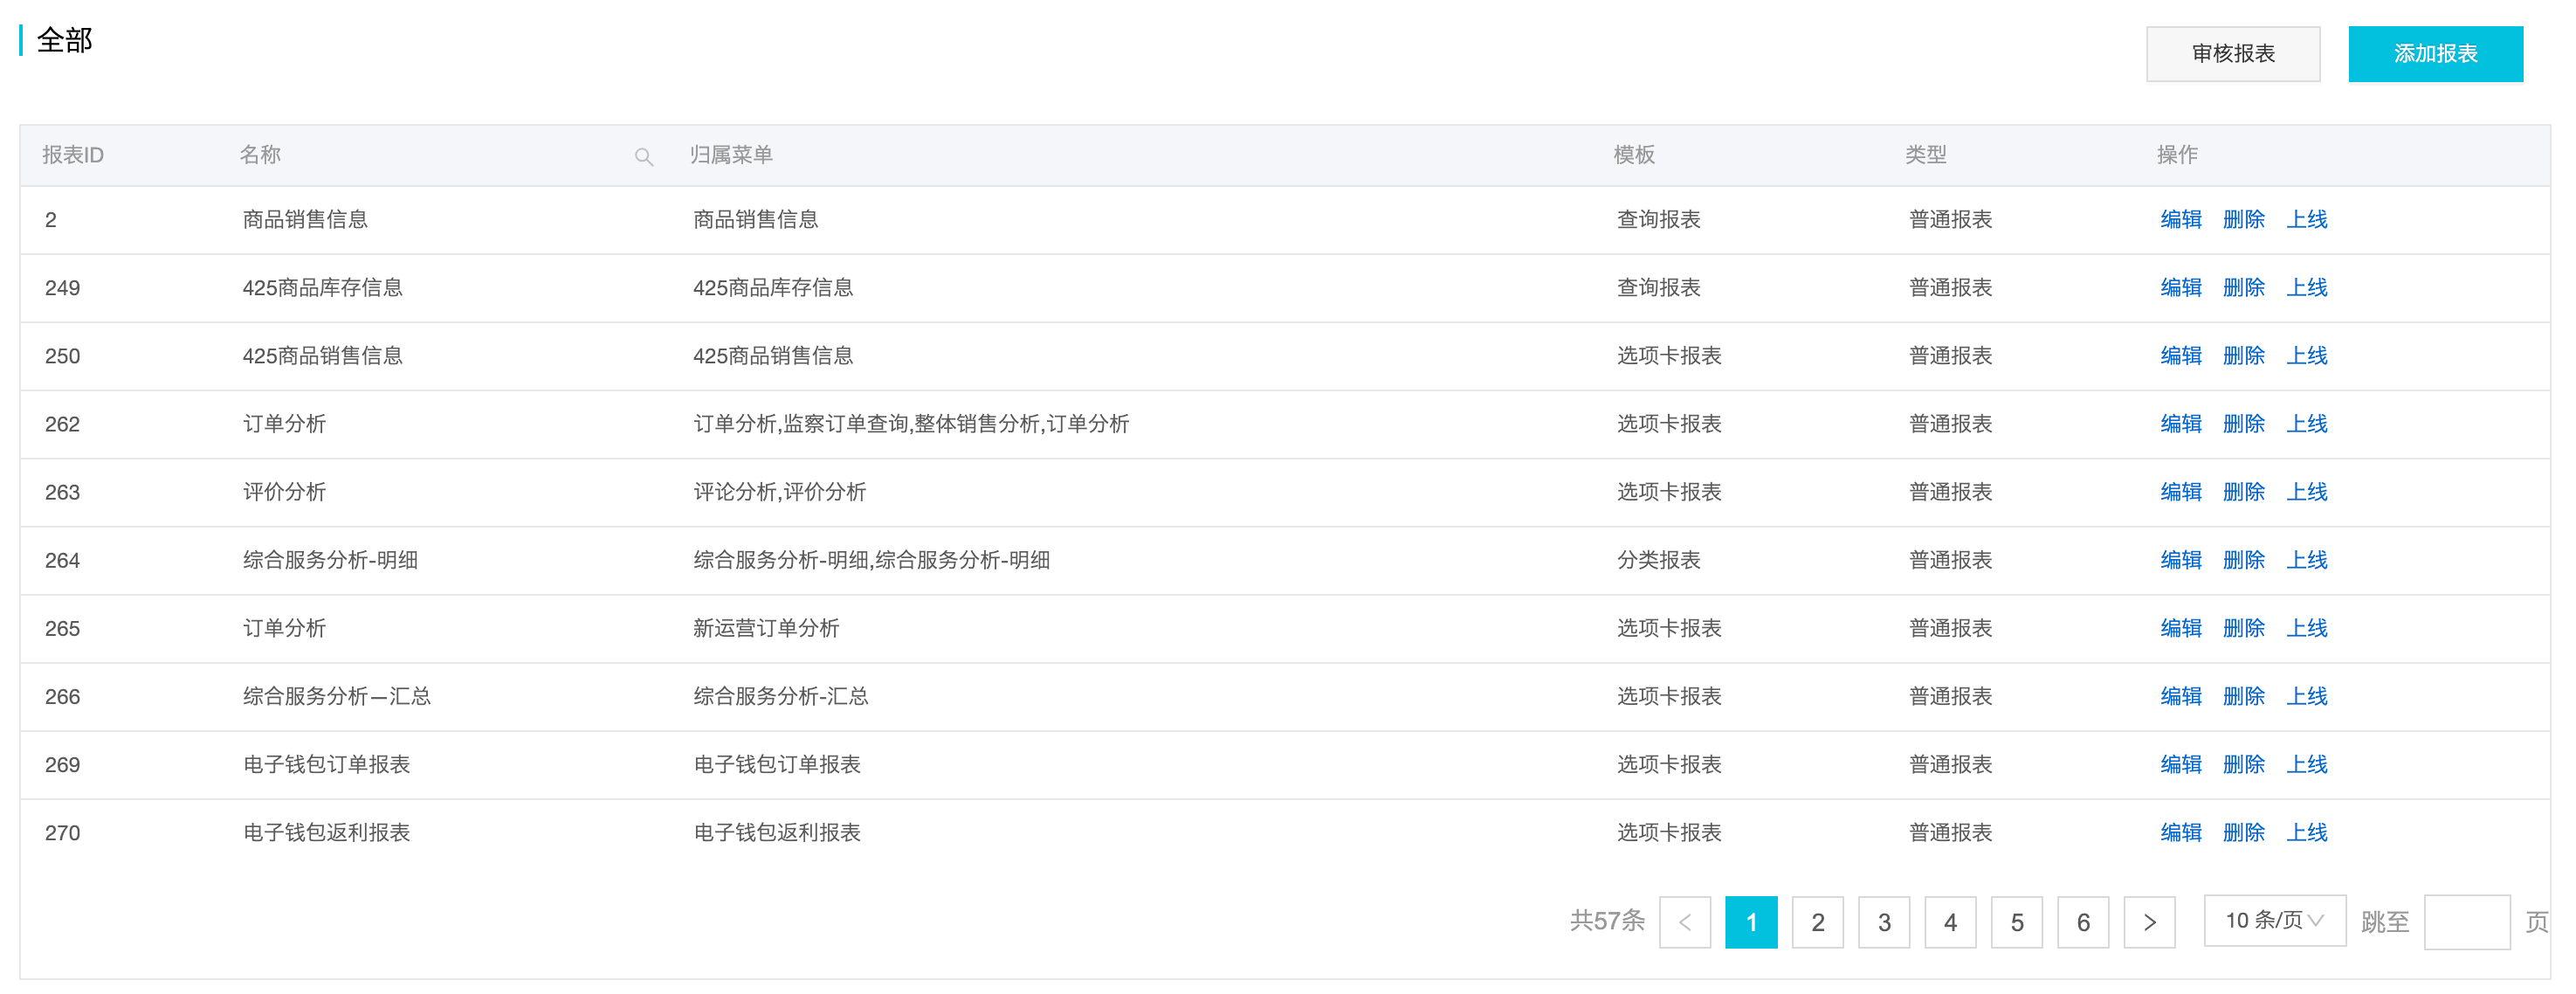 全部
审核报表 添加报表
报表ID 名称 归属菜单 模板 类型 操作
2 商品销售信息 商品销售信息 查询报表 普通报表 编辑 删除 上线
249 425商品库存信息 425商品库存信息 查询报表 普通报表 编辑 删除 上线
250 425商品销售信息 425商品销售信息 选项卡报表 普通报表 编辑 删除 上线
262 订单分析 订单分析,监察订单查询,整体销售分析,订单分析 选项卡报表 普通报表 编辑 删除 上线
263 评价分析 评论分析,评价分析 选项卡报表 普通报表 编辑 删除 上线
264 综合服务分析-明细 综合服务分析-明细,综合服务分析-明细 分类报表 普通报表 编辑 删除 上线
265 订单分析 新运营订单分析 选项卡报表 普通报表 编辑 删除 上线
266 综合服务分析—汇总 综合服务分析-汇总 选项卡报表 普通报表 编辑 删除 上线
269 电子钱包订单报表 电子钱包订单报表 选项卡报表 普通报表 编辑 删除 上线
270 电子钱包返利报表 电子钱包返利报表 选项卡报表 普通报表 编辑 删除 上线
共57条 < 1 2 3 4 5 6 > 10 条/页 跳至 页